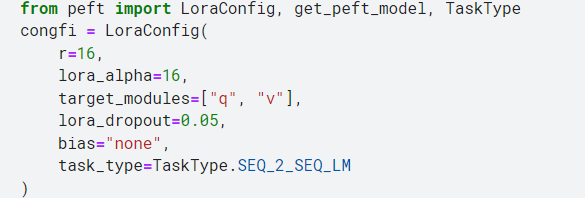 from peft import LoraConfig, get_peft_model, TaskType
congfi = LoraConfig(
    r=16,
    lora_alpha=16,
    target_modules=["q", "v"],
    lora_dropout=0.05,
    bias="none",
    task_type=TaskType.SEQ_2_SEQ_LM
)